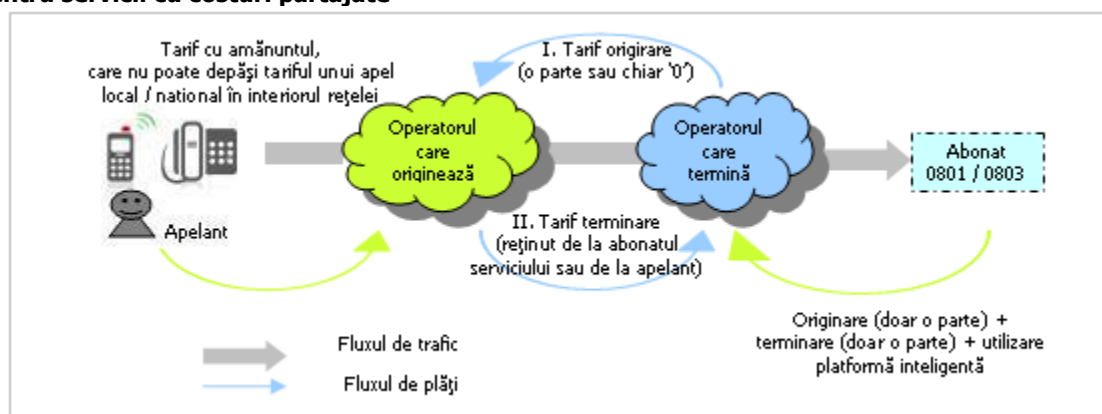 Tarif cu amănuntul,
care nu poate depăși tariful unui apel
local / național în interiorul rețelei
I. Tarif origirare
(o parte sau chiar '0')
Operatorul
care
originează
Operatorul
care
termină
Abonat
0801 / 0803
Apelant
II. Tarif terminare
(reținut de la abonatul
serviciului sau de la apelant)
Originare (doar o parte) +
terminare (doar o parte) + utilizare
platformă inteligentă
Fluxul de trafic
Fluxul de plăți